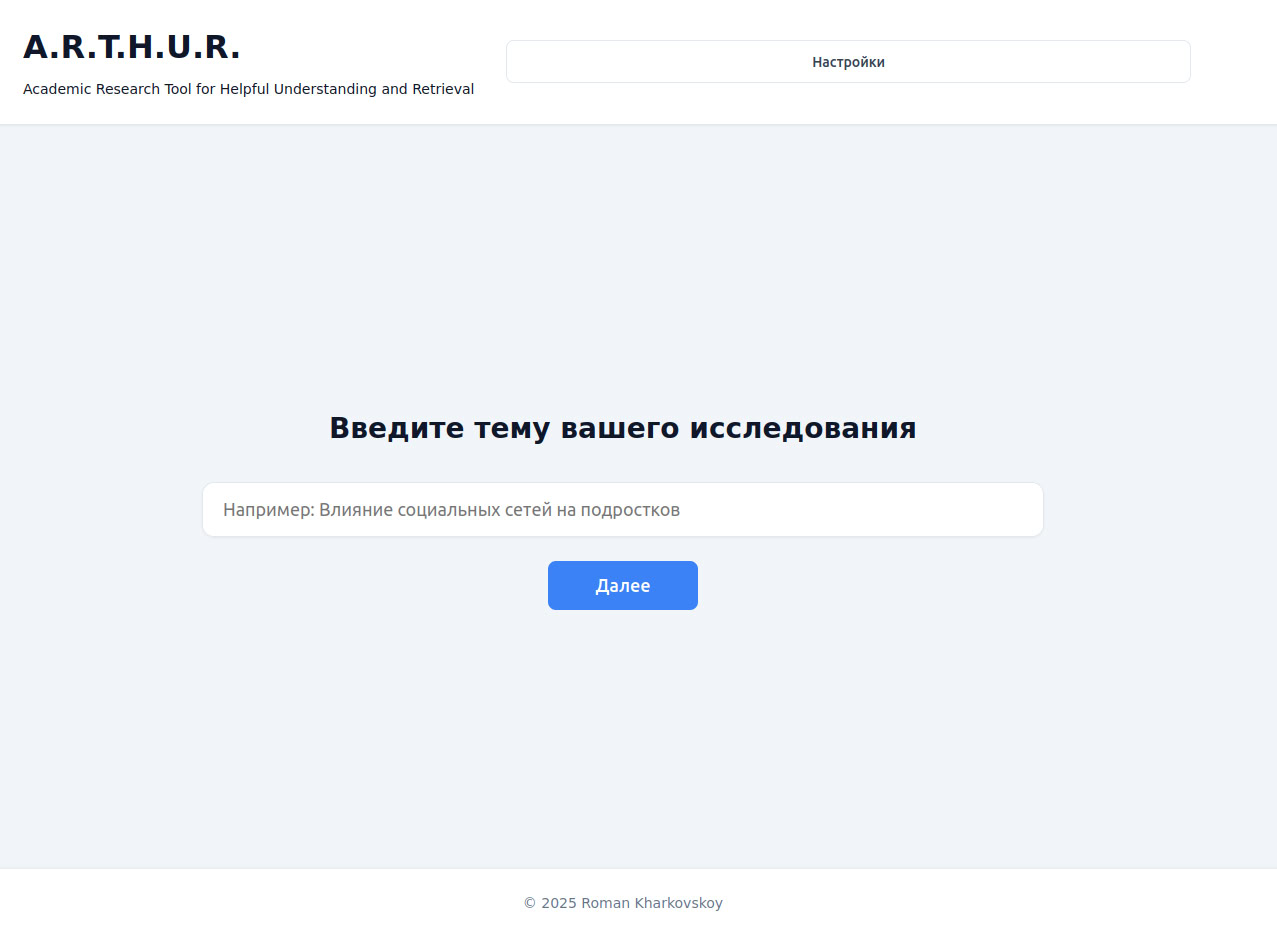 A.R.T.H.U.R.
Academic Research Tool for Helpful Understanding and Retrieval
Настройки
Введите тему вашего исследования
Например: Влияние социальных сетей на подростков
Далее
© 2025 Roman Kharkovskoy